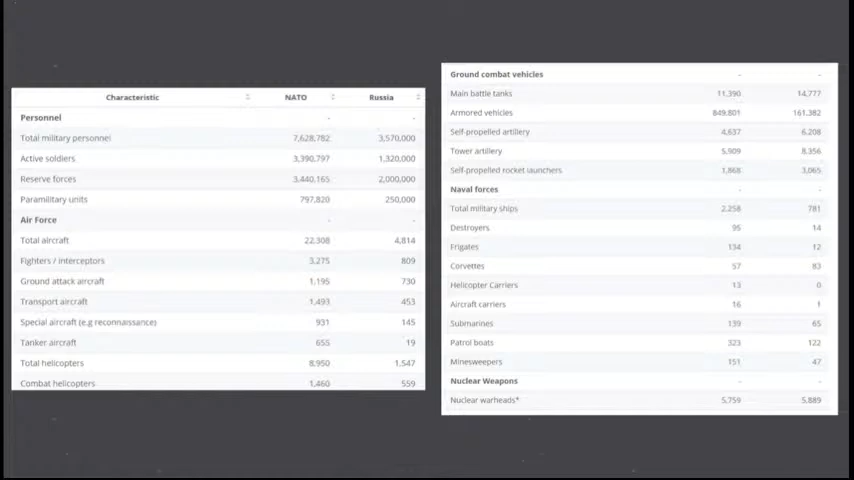 Characteristic NATO Russia
Personnel - -
Total military personnel 7,628,782 3,570,000
Active soldiers 3,390,797 1,320,000
Reserve forces 3,440,165 2,000,000
Paramilitary units 797,820 250,000
Air Force - -
Total aircraft 22,308 4,814
Fighters / interceptors 3,275 809
Ground attack aircraft 1,195 730
Transport aircraft 1,493 453
Special aircraft (e.g reconnaissance) 931 145
Tanker aircraft 655 19
Total helicopters 8,950 1,547
Combat helicopters 1,460 559
Ground combat vehicles - -
Main battle tanks 11,390 14,777
Armored vehicles 849,801 161,382
Self-propelled artillery 4,637 6,208
Tower artillery 5,909 8,356
Self-propelled rocket launchers 1,868 3,065
Naval forces - -
Total military ships 2,258 781
Destroyers 95 14
Frigates 134 12
Corvettes 57 83
Helicopter Carriers 13 0
Aircraft carriers 16 1
Submarines 139 65
Patrol boats 323 122
Minesweepers 151 47
Nuclear Weapons - -
Nuclear warheads* 5,759 5,889